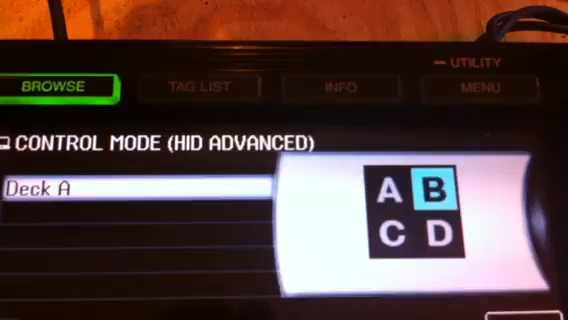 UTILITY
BROWSE TAG LIST INFO MENU
CONTROL MODE (HID ADVANCED)
Deck A
A B
C D